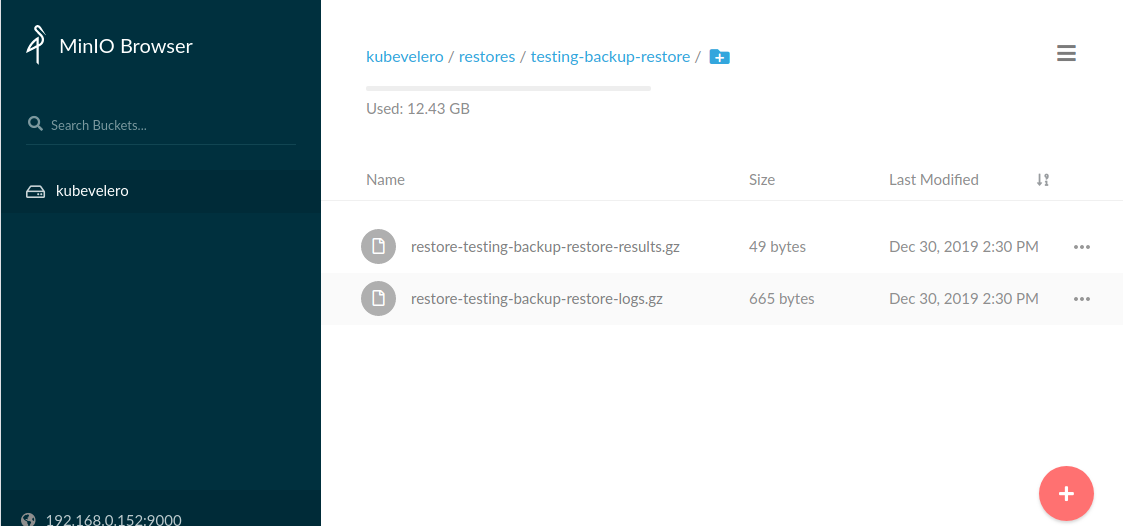 MinIO Browser
Search Buckets...
kubevelero
192.168.0.152:9000
kubevelero / restores / testing-backup-restore /
Used: 12.43 GB
Name Size Last Modified
restore-testing-backup-restore-results.gz 49 bytes Dec 30, 2019 2:30 PM
restore-testing-backup-restore-logs.gz 665 bytes Dec 30, 2019 2:30 PM